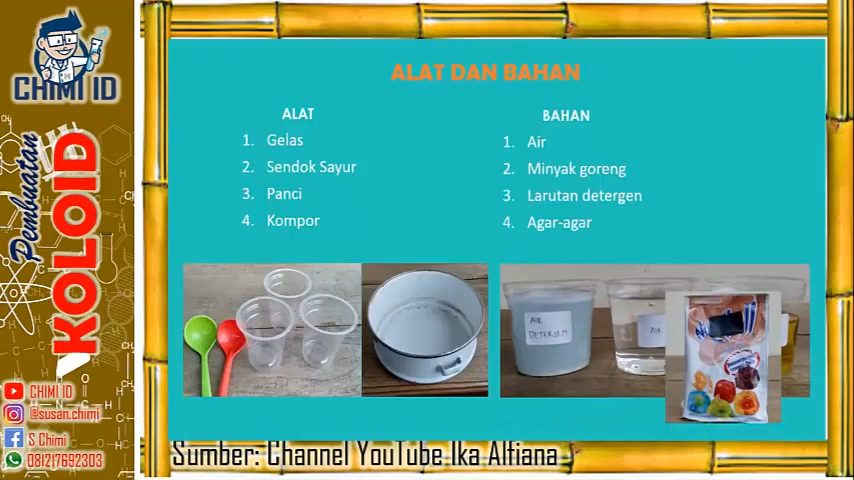 CHIMI ID
Pembuatan
KOLOID
CHIMI ID
@susan.chimi
S Chimi
081217692303
ALAT DAN BAHAN
ALAT
1. Gelas
2. Sendok Sayur
3. Panci
4. Kompor
BAHAN
1. Air
2. Minyak goreng
3. Larutan detergen
4. Agar-agar
AIR
DETERJEN
AIR
Sumber: Channel YouTube Ika Alfiana